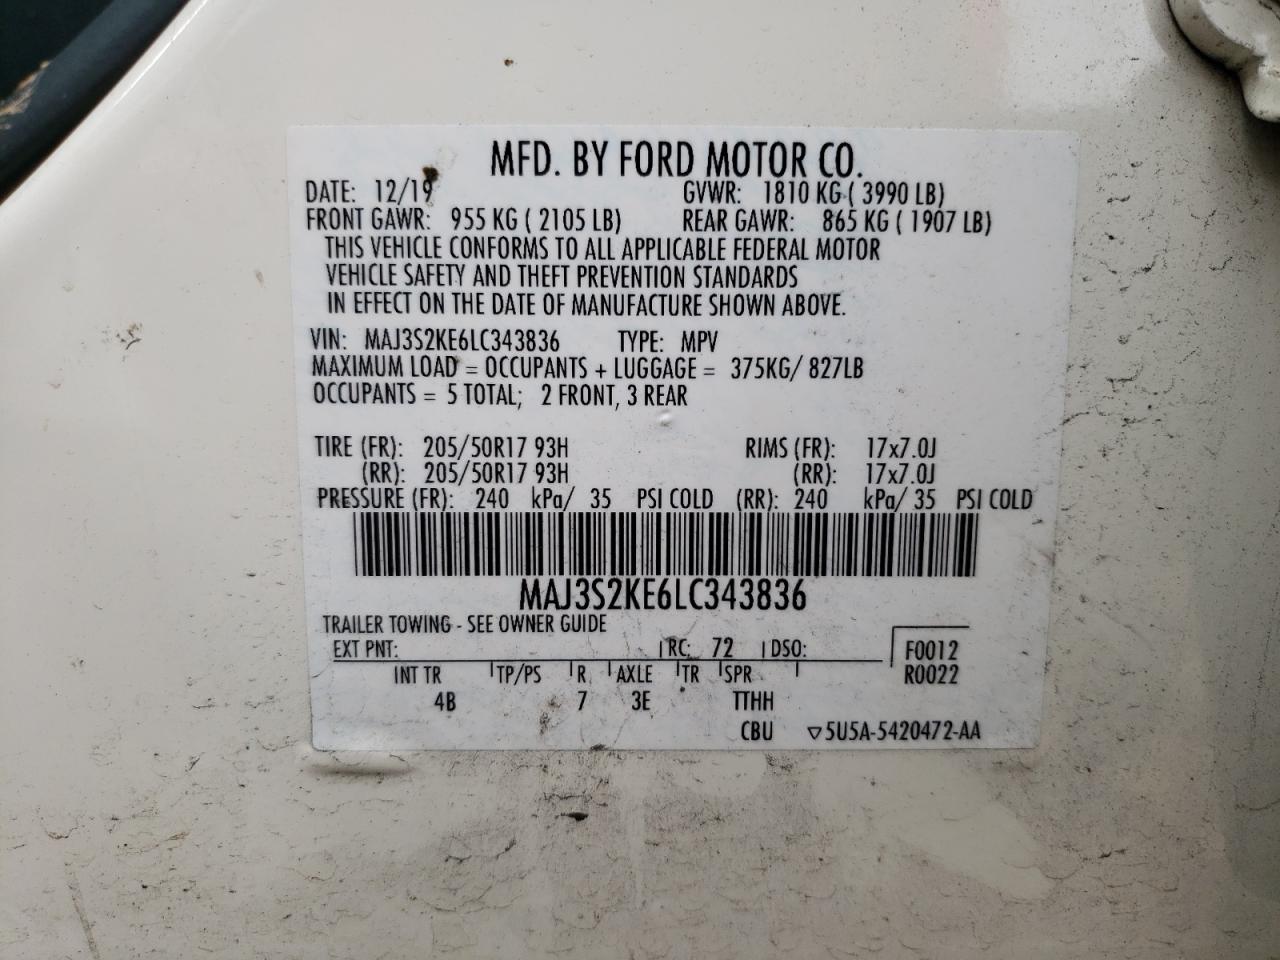 MFD. BY FORD MOTOR CO.
DATE: 12/19 GVWR: 1810 KG ( 3990 LB)
FRONT GAWR: 955 KG ( 2105 LB) REAR GAWR: 865 KG ( 1907 LB)
THIS VEHICLE CONFORMS TO ALL APPLICABLE FEDERAL MOTOR
VEHICLE SAFETY AND THEFT PREVENTION STANDARDS
IN EFFECT ON THE DATE OF MANUFACTURE SHOWN ABOVE.
VIN: MAJ3S2KE6LC343836 TYPE: MPV
MAXIMUM LOAD = OCCUPANTS + LUGGAGE = 375KG/ 827LB
OCCUPANTS = 5 TOTAL; 2 FRONT, 3 REAR
TIRE (FR): 205/50R17 93H RIMS (FR): 17x7.0J
(RR): 205/50R17 93H (RR): 17x7.0J
PRESSURE (FR): 240 kPa/ 35 PSI COLD (RR): 240 kPa/ 35 PSI COLD
MAJ3S2KE6LC343836
TRAILER TOWING - SEE OWNER GUIDE
EXT PNT: RC: 72 DSO: F0012
INT TR TP/PS R AXLE TR SPR R0022
4B 7 3E TTHH
CBU ▽5U5A-5420472-AA